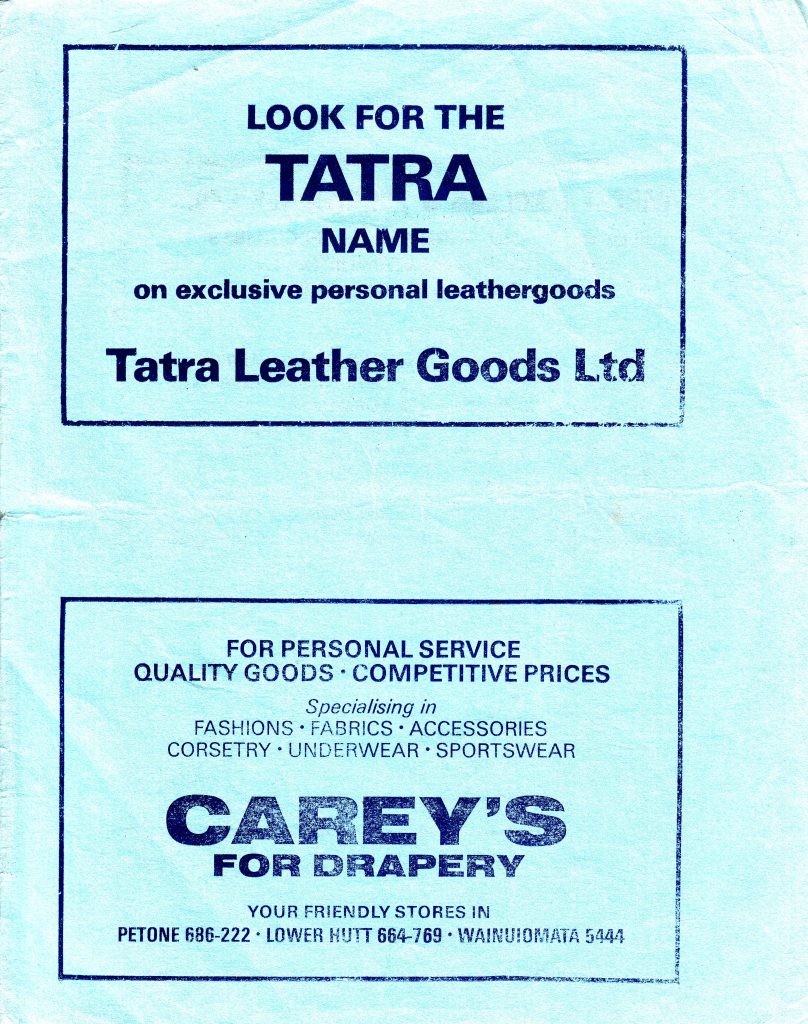 LOOK FOR THE
TATRA
NAME
on exclusive personal leathergoods
Tatra Leather Goods Ltd
FOR PERSONAL SERVICE
QUALITY GOODS · COMPETITIVE PRICES
Specialising in
FASHIONS · FABRICS · ACCESSORIES
CORSETRY · UNDERWEAR · SPORTSWEAR
CAREY'S
FOR DRAPERY
YOUR FRIENDLY STORES IN
PETONE 686-222 · LOWER HUTT 664-769 · WAINUIOMATA 5444